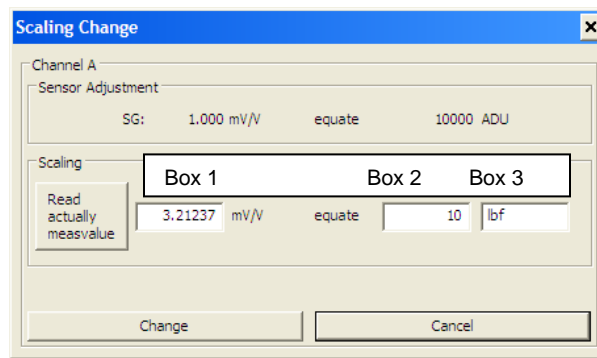 Scaling Change
Channel A
Sensor Adjustment
SG: 1.000 mV/V equate 10000 ADU
Scaling
Box 1 Box 2 Box 3
Read
actually
measvalue
3.21237 mV/V equate 10 lbf
Change Cancel